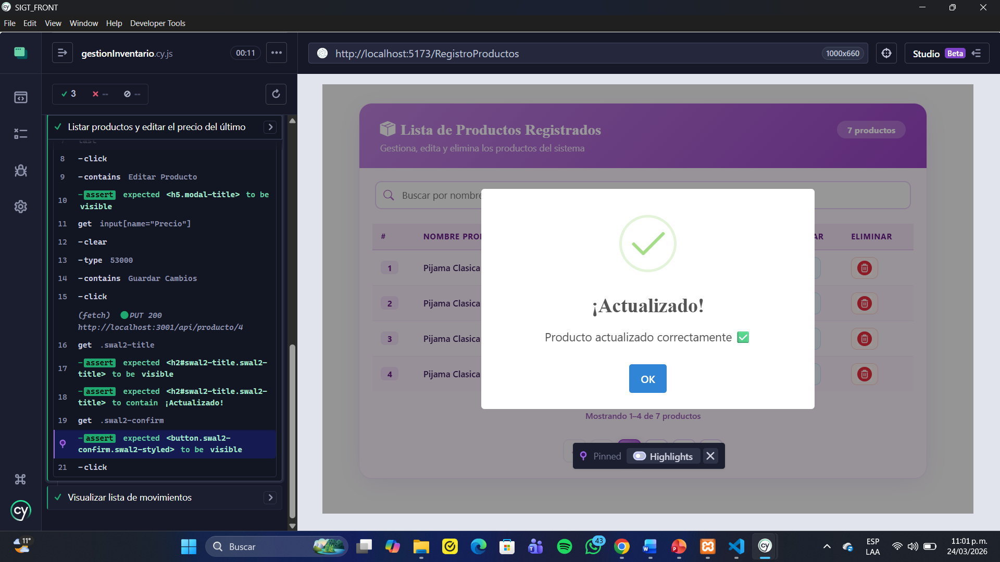 SIGT_FRONT
File Edit View Window Help Developer Tools
gestionInventario.cy.js
00:11
http://localhost:5173/RegistroProductos
1000x660
Studio Beta
3 -- --
Listar productos y editar el precio del último
7 last
8 -click
9 -contains Editar Producto
10 -assert expected <h5.modal-title> to be
visible
11 get input[name="Precio"]
12 -clear
13 -type 53000
14 -contains Guardar Cambios
15 -click
(fetch) PUT 200
http://localhost:3001/api/producto/4
16 get .swal2-title
17 -assert expected <h2#swal2-title.swal2-
title> to be visible
18 -assert expected <h2#swal2-title.swal2-
title> to contain ¡Actualizado!
19 get .swal2-confirm
-assert expected <button.swal2-
confirm.swal2-styled> to be visible
21 -click
Visualizar lista de movimientos
cy
Lista de Productos Registrados
7 productos
Gestiona, edita y elimina los productos del sistema
Buscar por nombre
# NOMBRE PRO AR ELIMINAR
1 Pijama Clasica
2 Pijama Clasica
3 Pijama Clasica
4 Pijama Clasica
¡Actualizado!
Producto actualizado correctamente ✅
OK
Mostrando 1–4 de 7 productos
Pinned Highlights
11°
Buscar
43
ESP
LAA
11:01 p. m.
24/03/2026